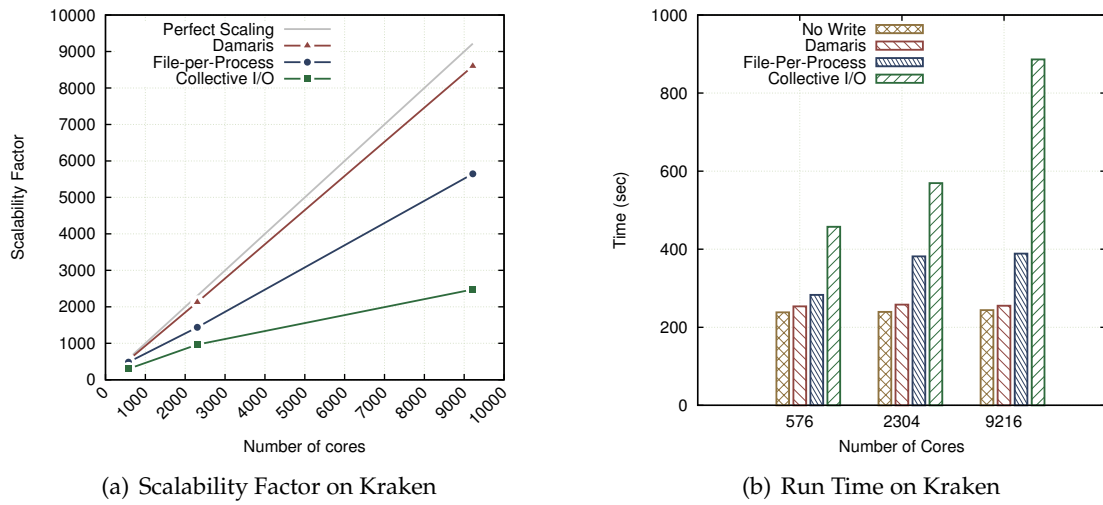 Perfect Scaling
Damaris
File-per-Process
Collective I/O
10000
9000
8000
7000
6000
5000
4000
3000
2000
1000
0
Scalability Factor
0 1000 2000 3000 4000 5000 6000 7000 8000 9000 10000
Number of cores
(a) Scalability Factor on Kraken
No Write
Damaris
File-Per-Process
Collective I/O
1000
800
600
400
200
0
Time (sec)
576 2304 9216
Number of Cores
(b) Run Time on Kraken